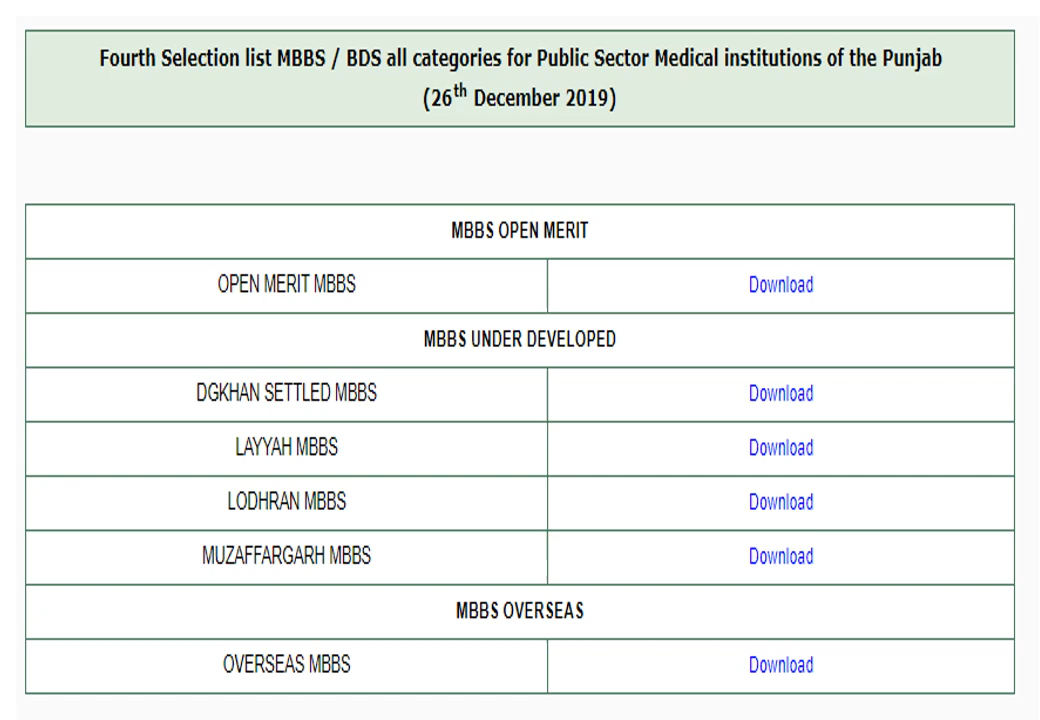 Fourth Selection list MBBS / BDS all categories for Public Sector Medical institutions of the Punjab
(26th December 2019)
MBBS OPEN MERIT
OPEN MERIT MBBS Download
MBBS UNDER DEVELOPED
DGKHAN SETTLED MBBS Download
LAYYAH MBBS Download
LODHRAN MBBS Download
MUZAFFARGARH MBBS Download
MBBS OVERSEAS
OVERSEAS MBBS Download